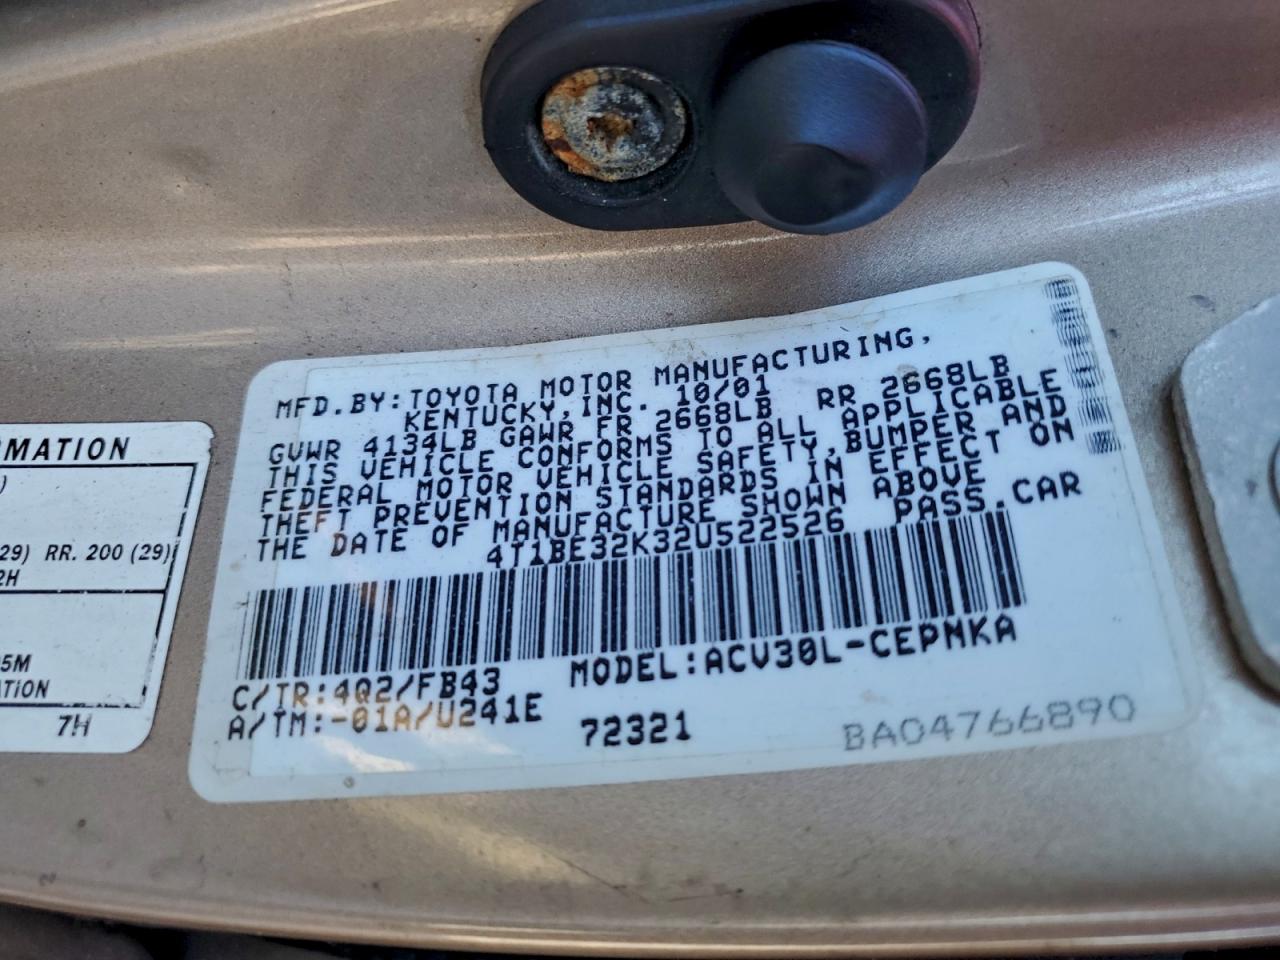 RMATION
)
29) RR. 200 (29)
2H
5M
ATION
7H
MFD.BY:TOYOTA MOTOR MANUFACTURING,
KENTUCKY,INC. 10/01
GVWR 4134LB GAWR FR 2668LB RR 2668LB
THIS VEHICLE CONFORMS TO ALL APPLICABLE
FEDERAL MOTOR VEHICLE SAFETY,BUMPER AND
THEFT PREVENTION STANDARDS IN EFFECT ON
THE DATE OF MANUFACTURE SHOWN ABOVE
4T1BE32K32U522526 PASS.CAR
C/TR:4Q2/FB43 MODEL:ACV30L-CEPNKA
A/TM:-01A/U241E 72321
BA04766890